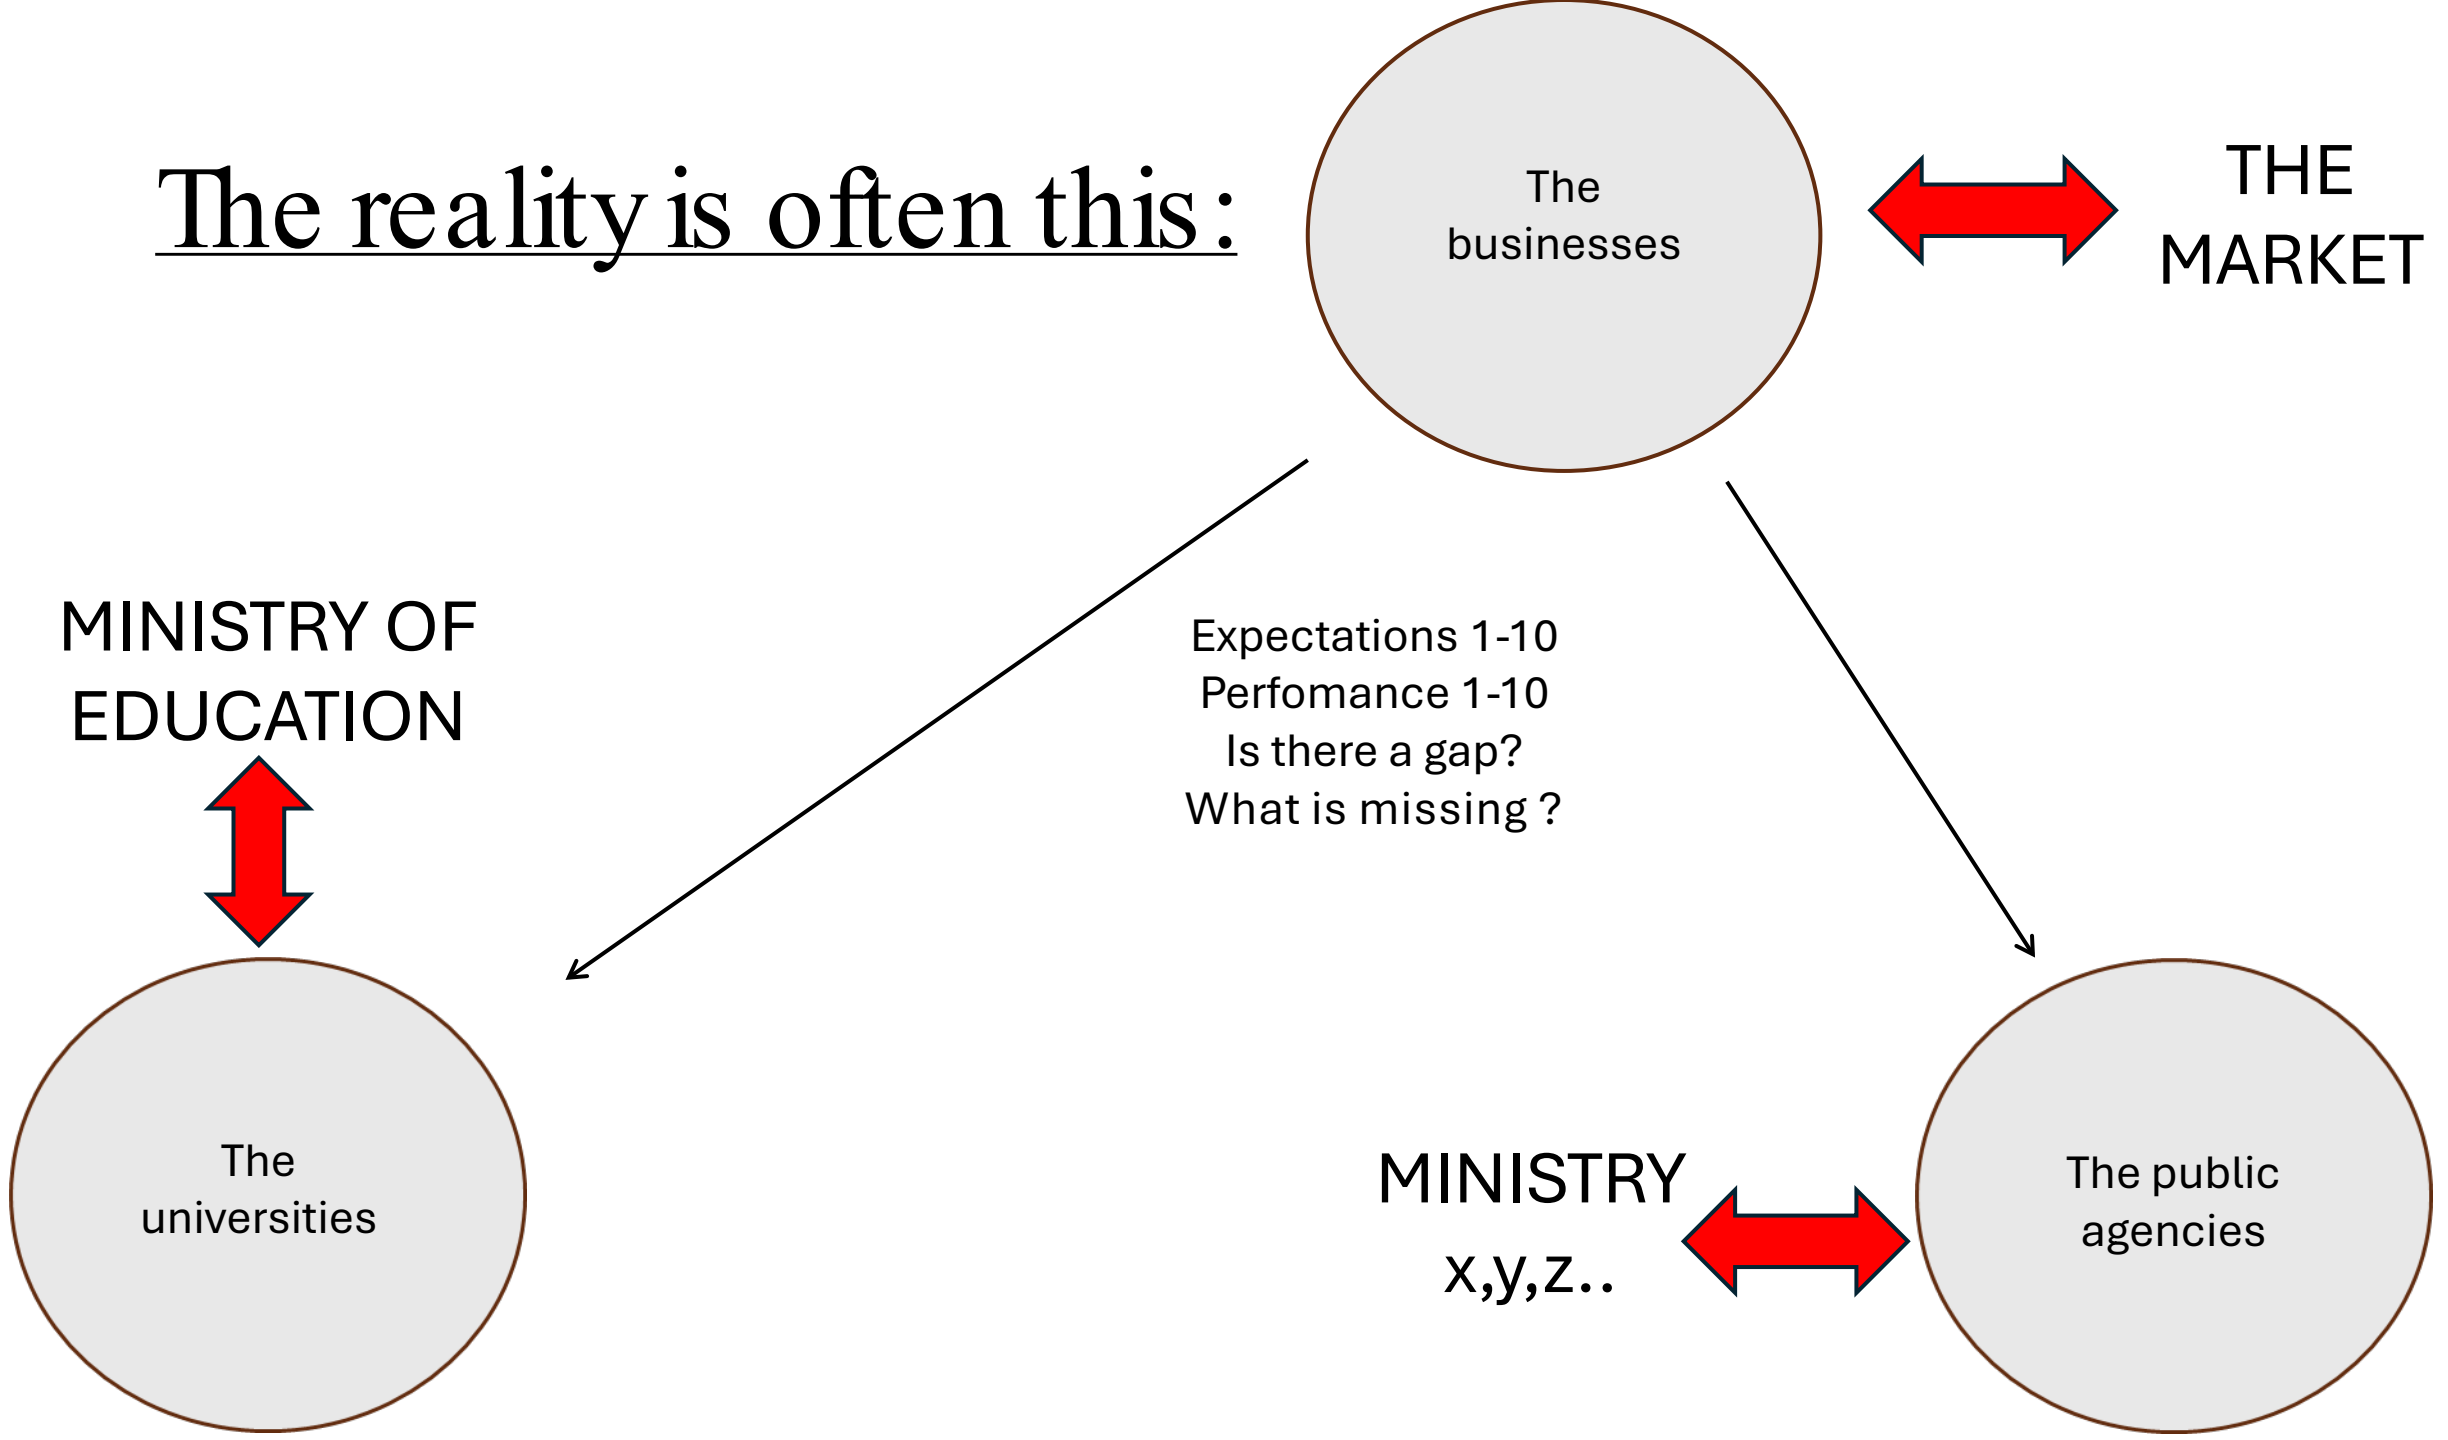 The reality is often this:
The
businesses
THE
MARKET
MINISTRY OF
EDUCATION
Expectations 1-10
Perfomance 1-10
Is there a gap?
What is missing ?
The
universities
MINISTRY
x,y,z..
The public
agencies